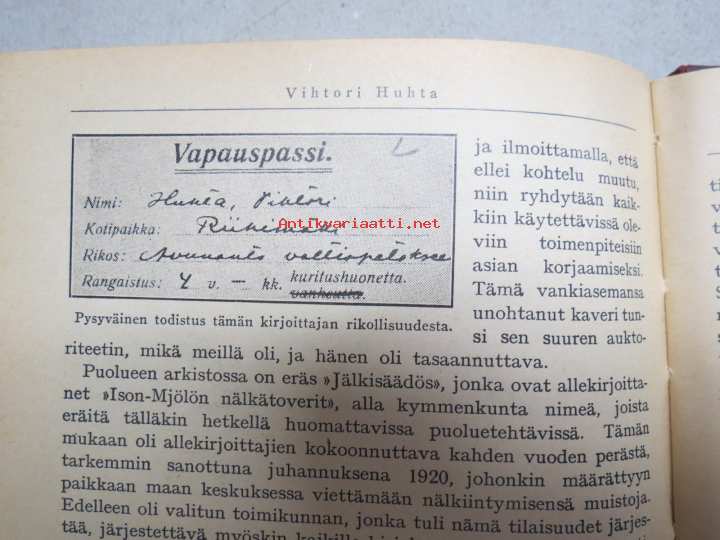 Vihtori Huhta
Vapauspassi.
Nimi: Huhta, Vihtori
Kotipaikka: Riihimäki
Antikvariaatti.net
Rikos: Avunanto valtiopetoksee
Rangaistus: 4 v. — kk. kuritushuonetta.
vankeutta.
Pysyväinen todistus tämän kirjoittajan rikollisuudesta.
ja ilmoittamalla, että
ellei kohtelu muutu,
niin ryhdytään kaik-
kiin käytettävissä ole-
viin toimenpiteisiin
asian korjaamiseksi.
Tämä vankiasemansa
unohtanut kaveri tun-
si sen suuren aukto-
riteetin, mikä meillä oli, ja hänen oli tasaannuttava.
Puolueen arkistossa on eräs »Jälkisäädös», jonka ovat allekirjoitta-
net »Ison-Mjölön nälkätoverit», alla kymmenkunta nimeä, joista
eräitä tälläkin hetkellä huomattavissa puoluetehtävissä. Tämän
mukaan oli allekirjoittajien kokoonnuttava kahden vuoden perästä,
tarkemmin sanottuna juhannuksena 1920, johonkin määrättyyn
paikkaan maan keskuksessa viettämään nälkiintymisensä muistoja.
Edelleen oli valitun toimikunnan, jonka tuli nämä tilaisuudet järjes-
tää, järjestettävä myöskin